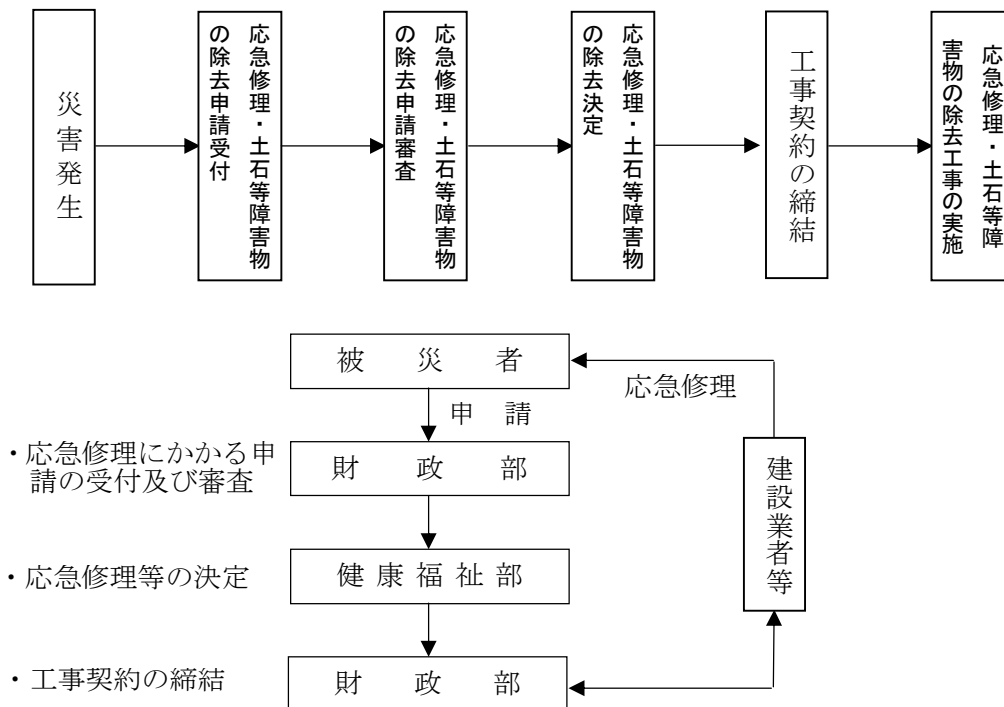 災害発生
応急修理・土石等障害物
の除去申請受付
応急修理・土石等障害物
の除去申請審査
応急修理・土石等障害物
の除去決定
工事契約の締結
応急修理・土石等障
害物の除去工事の実施
被災者
応急修理
申請
・応急修理にかかる申
請の受付及び審査
財政部
建設業者等
・応急修理等の決定
健康福祉部
・工事契約の締結
財政部